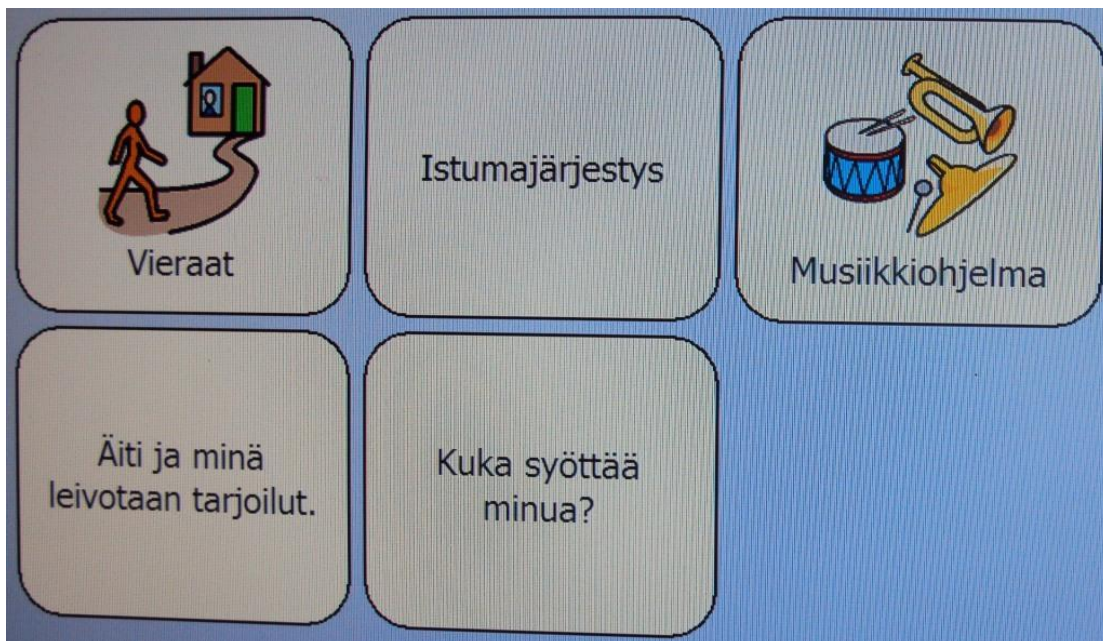 Vieraat
Istumajärjestys
Musiikkiohjelma
Äiti ja minä
leivotaan tarjoilut.
Kuka syöttää
minua?